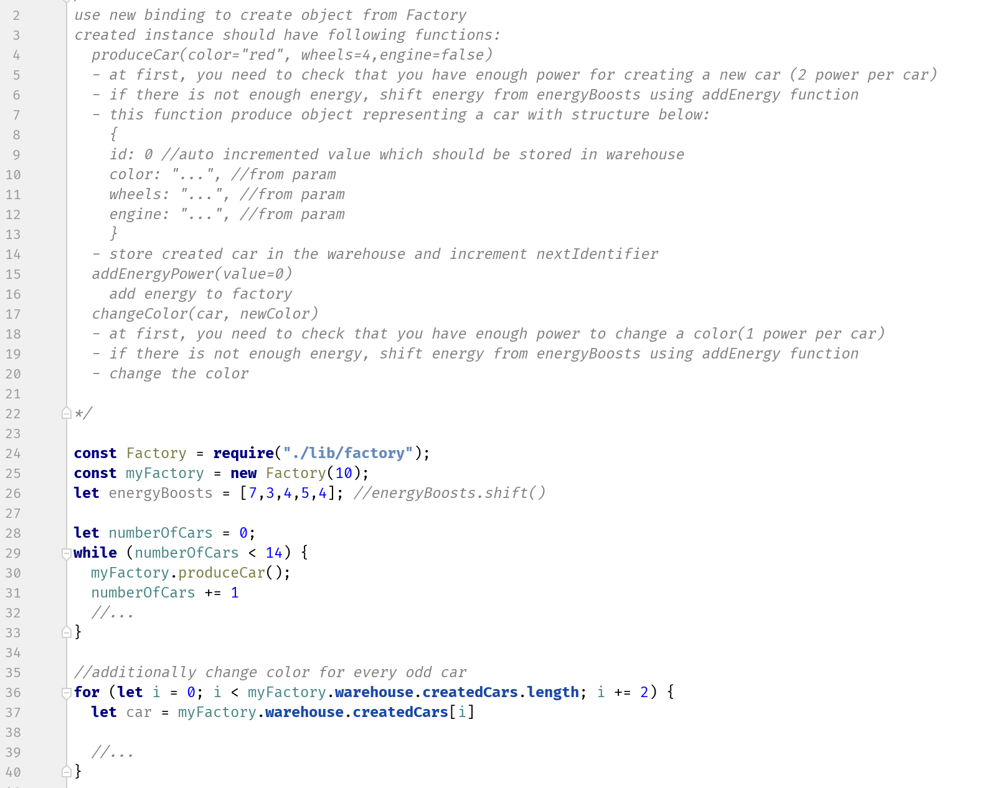 2 use new binding to create object from Factory
3 created instance should have following functions:
4   produceCar(color="red", wheels=4,engine=false)
5   - at first, you need to check that you have enough power for creating a new car (2 power per car)
6   - if there is not enough energy, shift energy from energyBoosts using addEnergy function
7   - this function produce object representing a car with structure below:
8     {
9     id: 0 //auto incremented value which should be stored in warehouse
10     color: "...", //from param
11     wheels: "...", //from param
12     engine: "...", //from param
13     }
14   - store created car in the warehouse and increment nextIdentifier
15   addEnergyPower(value=0)
16     add energy to factory
17   changeColor(car, newColor)
18   - at first, you need to check that you have enough power to change a color(1 power per car)
19   - if there is not enough energy, shift energy from energyBoosts using addEnergy function
20   - change the color
21
22 */
23
24 const Factory = require("./lib/factory");
25 const myFactory = new Factory(10);
26 let energyBoosts = [7,3,4,5,4]; //energyBoosts.shift()
27
28 let numberOfCars = 0;
29 while (numberOfCars < 14) {
30   myFactory.produceCar();
31   numberOfCars += 1
32   //...
33 }
34
35 //additionally change color for every odd car
36 for (let i = 0; i < myFactory.warehouse.createdCars.length; i += 2) {
37   let car = myFactory.warehouse.createdCars[i]
38
39   //...
40 }